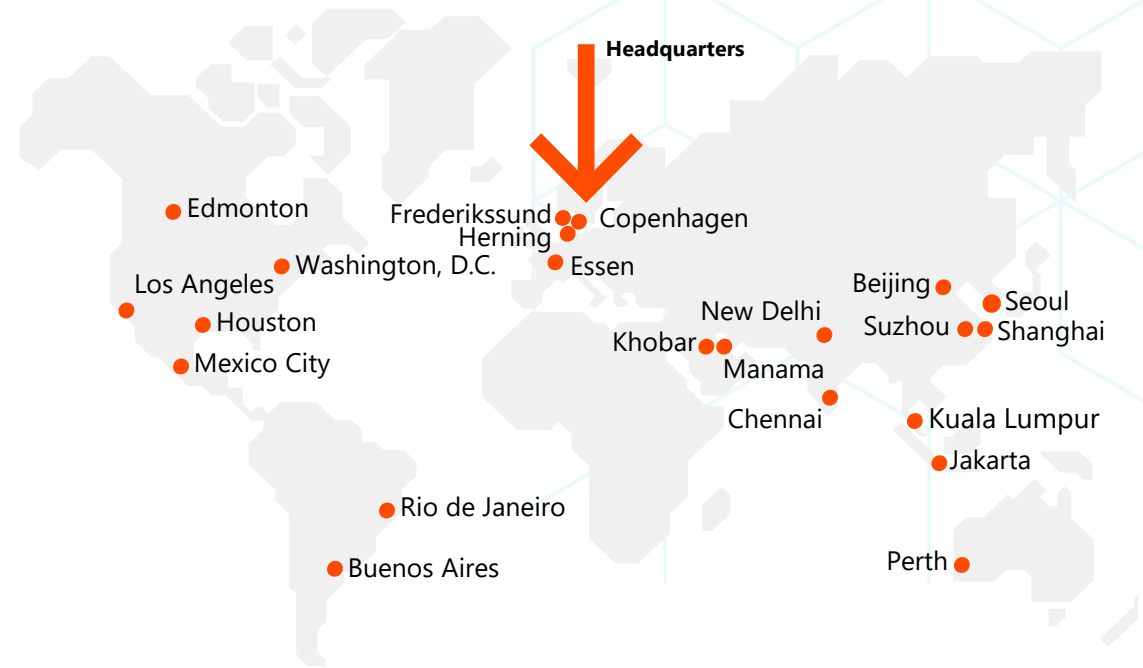 Headquarters
Edmonton
Frederikssund
Copenhagen
Herning
Washington, D.C.
Essen
Los Angeles
Beijing
Seoul
Houston
New Delhi
Suzhou
Shanghai
Khobar
Mexico City
Manama
Chennai
Kuala Lumpur
Jakarta
Rio de Janeiro
Buenos Aires
Perth